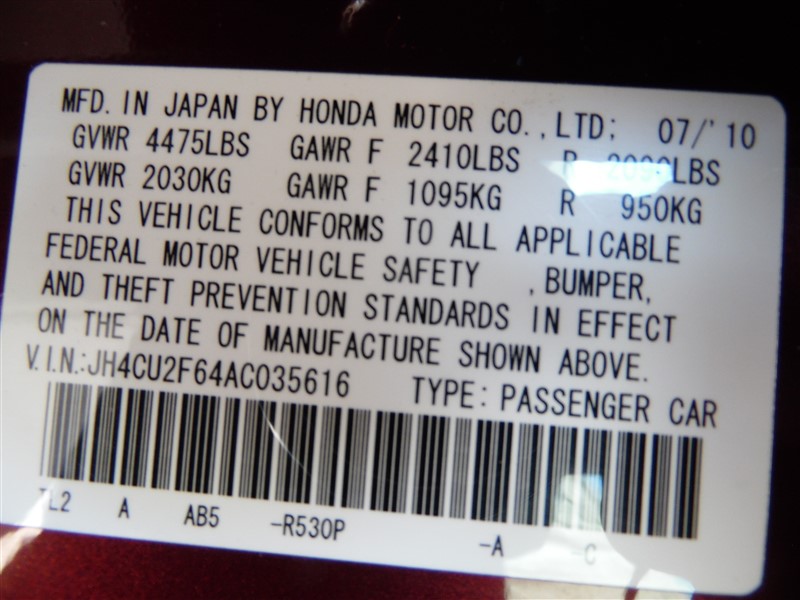 MFD. IN JAPAN BY HONDA MOTOR CO., LTD; 07/'10
GVWR 4475LBS GAWR F 2410LBS R 2090LBS
GVWR 2030KG GAWR F 1095KG R 950KG
THIS VEHICLE CONFORMS TO ALL APPLICABLE
FEDERAL MOTOR VEHICLE SAFETY , BUMPER,
AND THEFT PREVENTION STANDARDS IN EFFECT
ON THE DATE OF MANUFACTURE SHOWN ABOVE.
V.I.N.:JH4CU2F64AC035616 TYPE: PASSENGER CAR
TL2 A AB5 -R530P -A -C